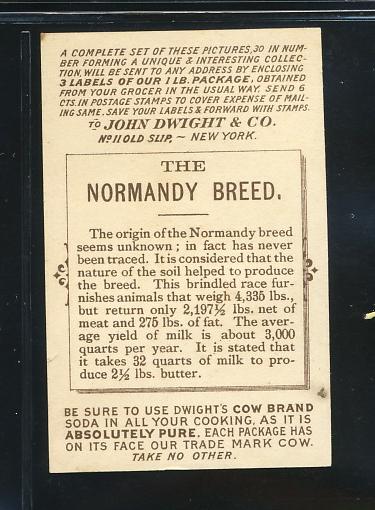 A COMPLETE SET OF THESE PICTURES, 30 IN NUM-
BER FORMING A UNIQUE & INTERESTING COLLEC-
TION, WILL BE SENT TO ANY ADDRESS BY ENCLOSING
3 LABELS OF OUR 1 LB. PACKAGE, OBTAINED
FROM YOUR GROCER IN THE USUAL WAY. SEND 6
CTS. IN POSTAGE STAMPS TO COVER EXPENSE OF MAIL-
ING SAME. SAVE YOUR LABELS & FORWARD WITH STAMPS.
TO JOHN DWIGHT & CO.
No 11 OLD SLIP, ~ NEW YORK.
THE
NORMANDY BREED.
The origin of the Normandy breed
seems unknown; in fact has never
been traced. It is considered that the
nature of the soil helped to produce
the breed. This brindled race fur-
nishes animals that weigh 4,335 lbs.,
but return only 2,197½ lbs. net of
meat and 275 lbs. of fat. The aver-
age yield of milk is about 3,000
quarts per year. It is stated that
it takes 32 quarts of milk to pro-
duce 2½ lbs. butter.
BE SURE TO USE DWIGHT'S COW BRAND
SODA IN ALL YOUR COOKING, AS IT IS
ABSOLUTELY PURE. EACH PACKAGE HAS
ON ITS FACE OUR TRADE MARK COW.
TAKE NO OTHER.